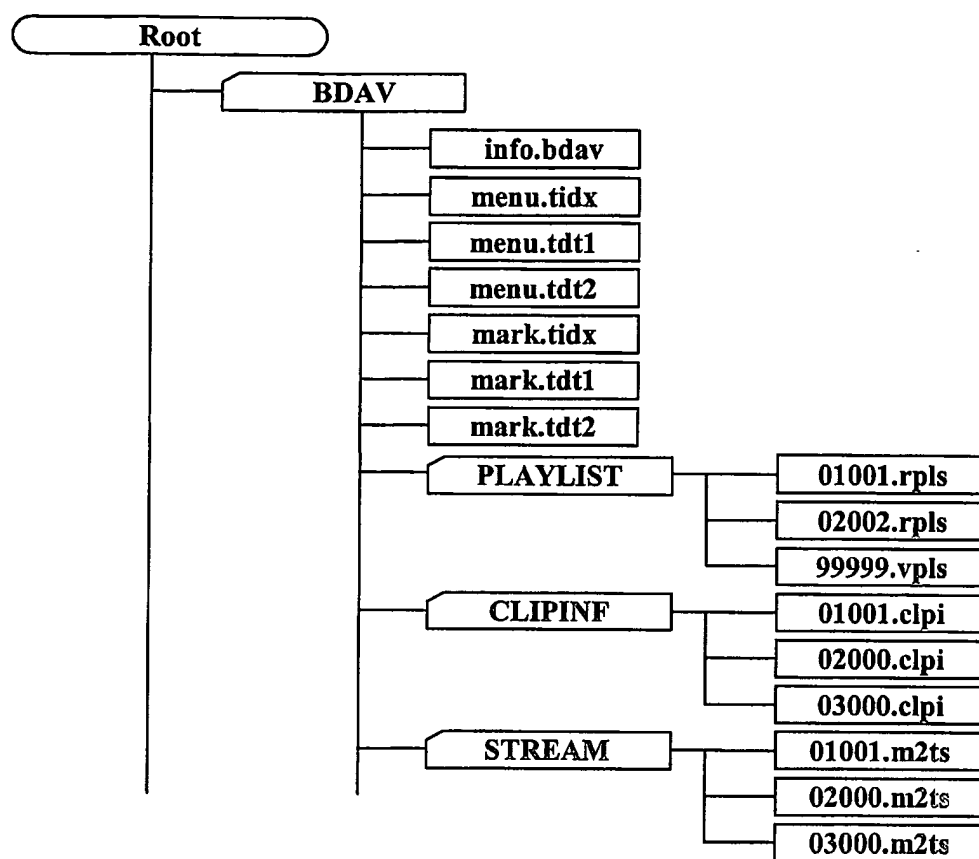 Root
BDAV
info.bdav
menu.tidx
menu.tdt1
menu.tdt2
mark.tidx
mark.tdt1
mark.tdt2
PLAYLIST
01001.rpls
02002.rpls
99999.vpls
CLIPINF
01001.clpi
02000.clpi
03000.clpi
STREAM
01001.m2ts
02000.m2ts
03000.m2ts